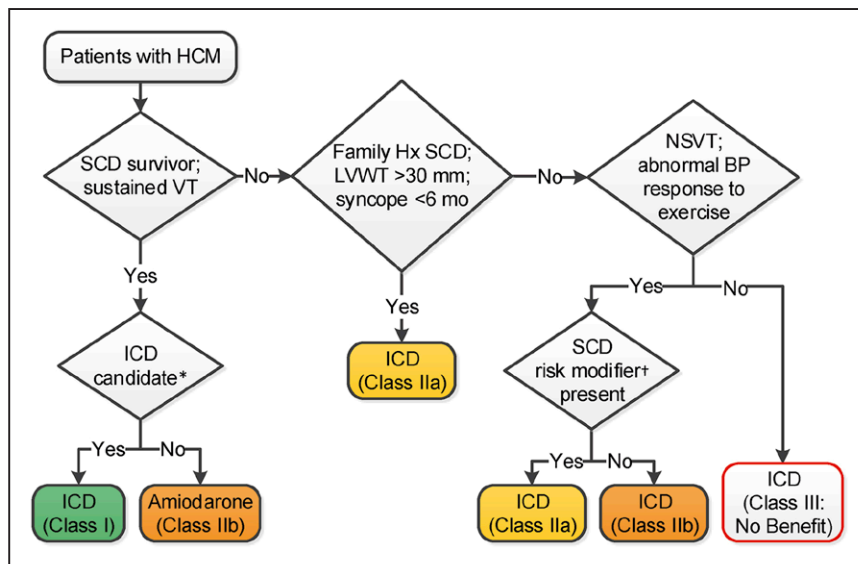 Patients with HCM
SCD survivor;
sustained VT
No
Family Hx SCD;
LVWT >30 mm;
syncope <6 mo
No
NSVT;
abnormal BP
response to
exercise
Yes
ICD
candidate*
Yes
No
ICD
(Class I)
Amiodarone
(Class IIb)
Yes
ICD
(Class IIa)
Yes
No
SCD
risk modifier†
present
Yes
No
ICD
(Class IIa)
ICD
(Class IIb)
ICD
(Class III:
No Benefit)